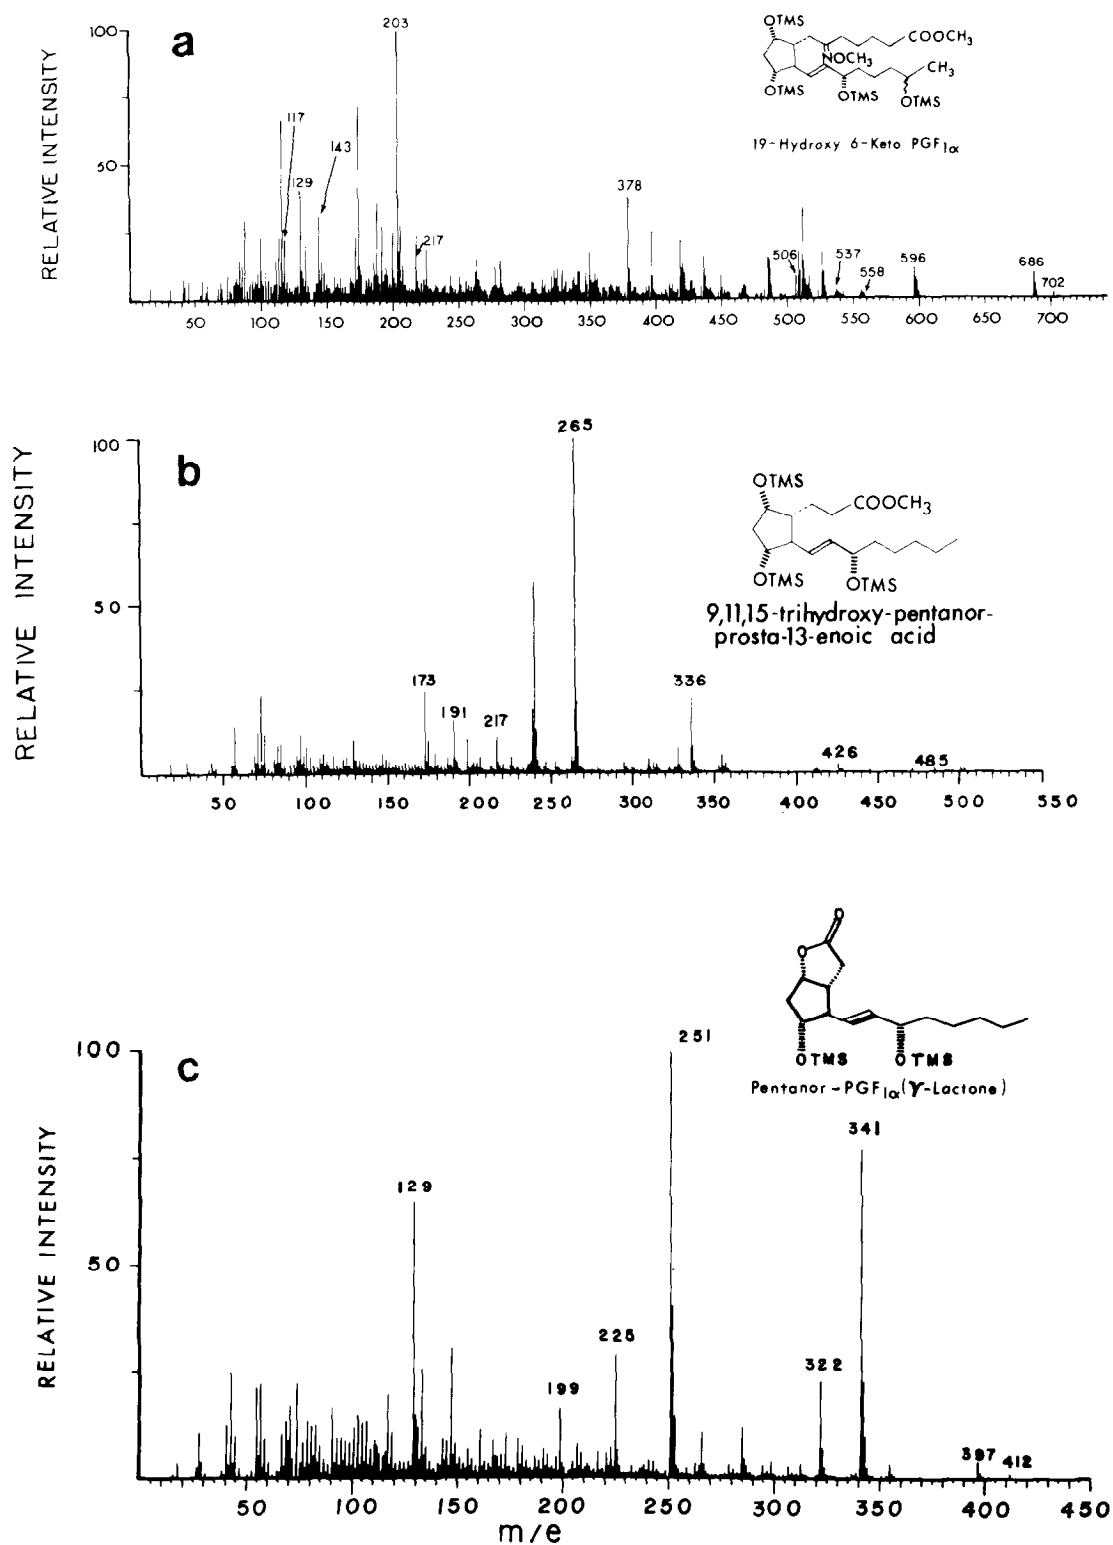 a
RELATIVE INTENSITY
100
50
203
117
143
129
217
378
506
537
558
596
686
702
50 100 150 200 250 300 350 400 450 500 550 600 650 700
OTMS
COOCH3
NOCH3
CH3
OTMS
OTMS
OTMS
19-Hydroxy 6-Keto PGF1α
b
RELATIVE INTENSITY
100
50
265
173
191
217
336
426
485
50 100 150 200 250 300 350 400 450 500 550
OTMS
COOCH3
OTMS
OTMS
9,11,15-trihydroxy-pentanor-
prosta-13-enoic acid
c
RELATIVE INTENSITY
100
50
251
341
129
225
199
322
397
412
50 100 150 200 250 300 350 400 450
m/e
O
O
OTMS
OTMS
Pentanor-PGF1α(γ-Lactone)